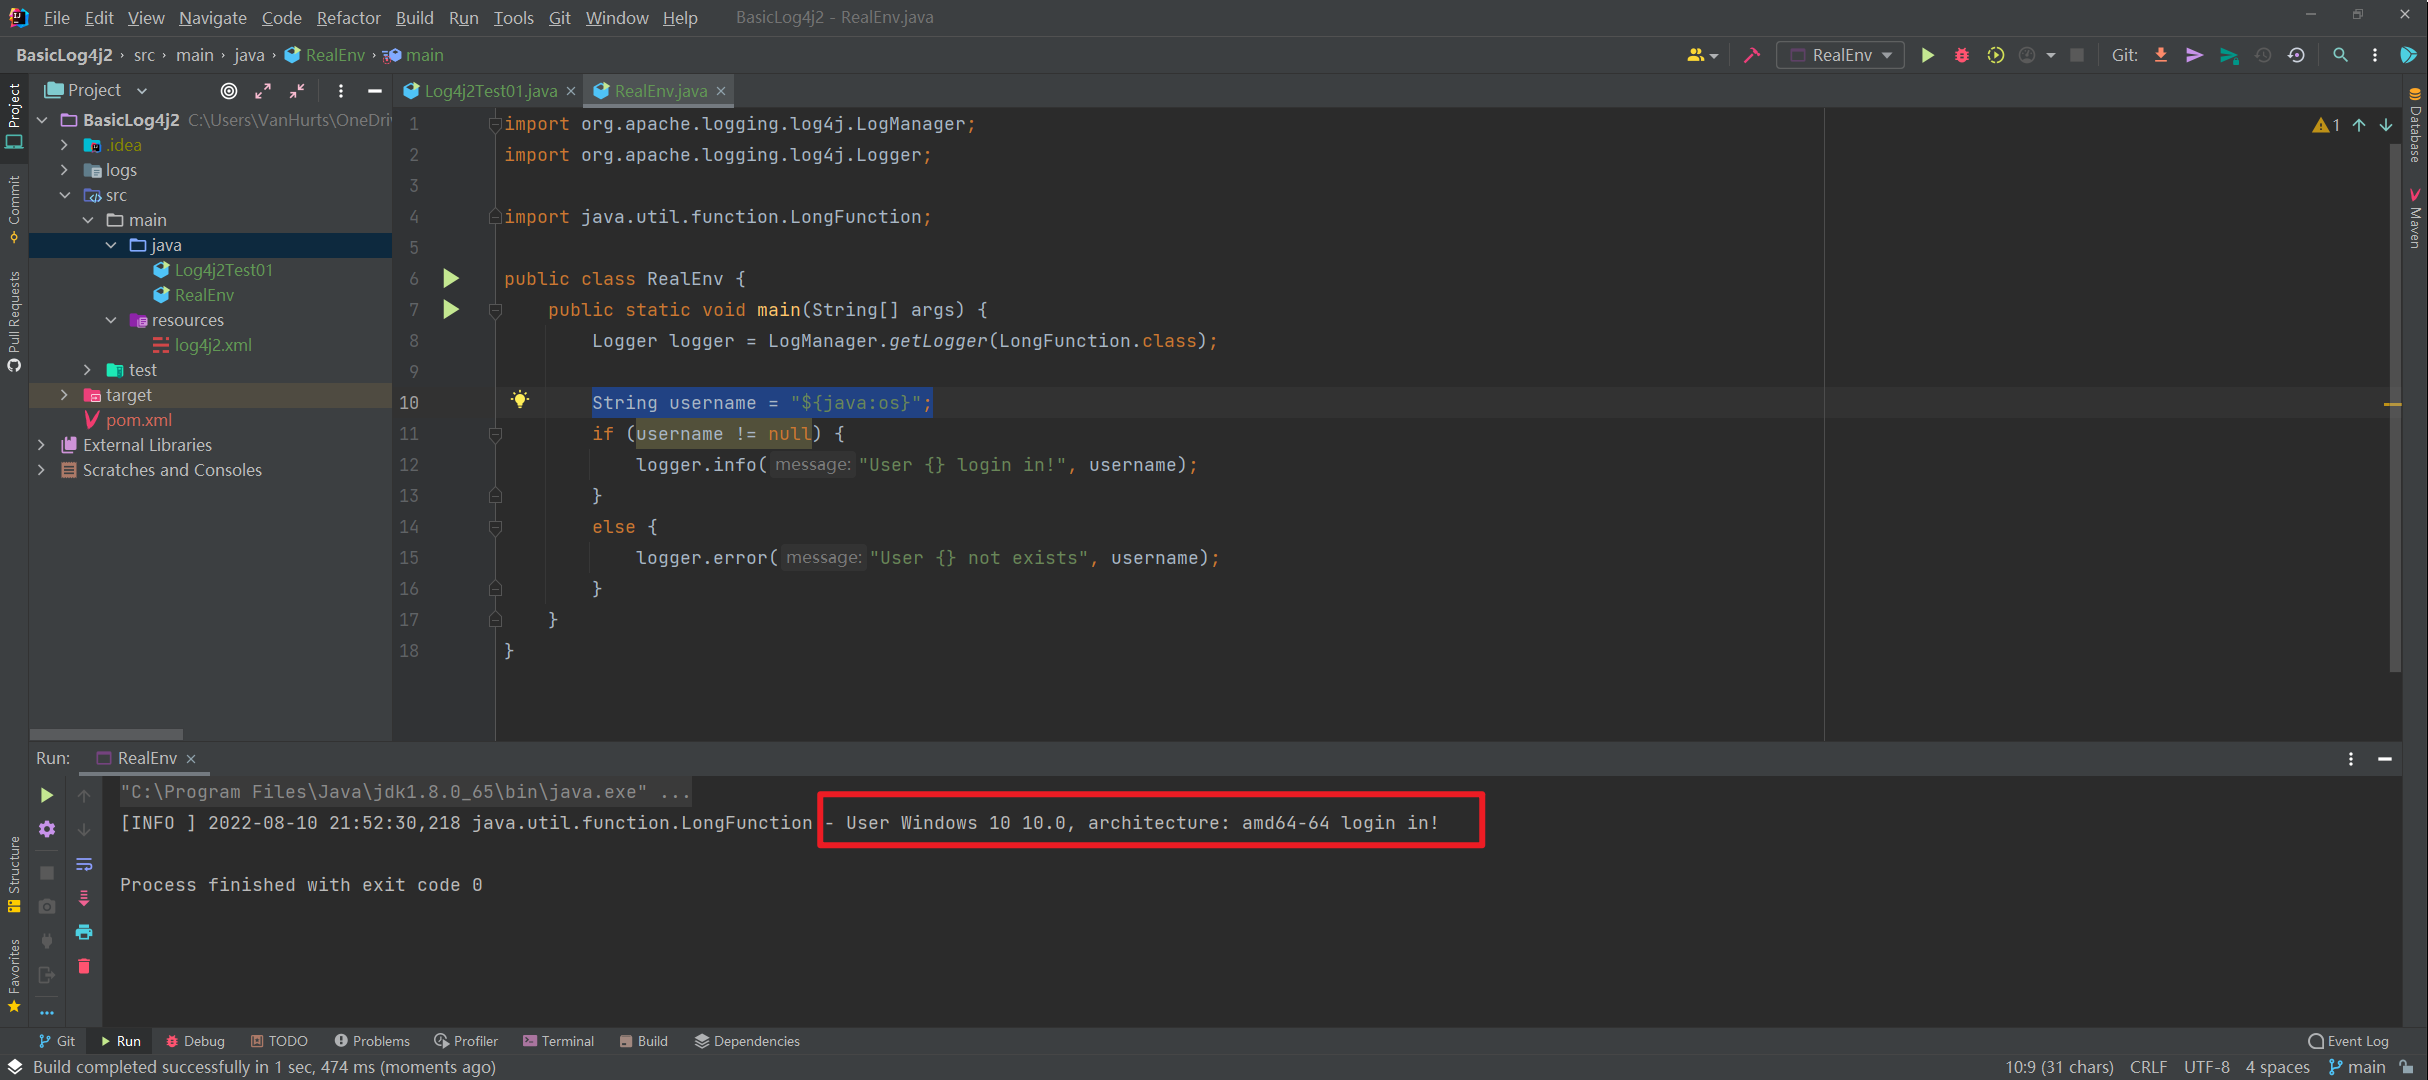 File Edit View Navigate Code Refactor Build Run Tools Git Window Help BasicLog4j2 - RealEnv.java
BasicLog4j2 › src › main › java › RealEnv › main
RealEnv
Git:
Project
Log4j2Test01.java
RealEnv.java
Project
Commit
Pull Requests
Structure
Favorites
BasicLog4j2 C:\Users\VanHurts\OneDri
.idea
logs
src
main
java
Log4j2Test01
RealEnv
resources
log4j2.xml
test
target
pom.xml
External Libraries
Scratches and Consoles
1 import org.apache.logging.log4j.LogManager;
2 import org.apache.logging.log4j.Logger;
3
4 import java.util.function.LongFunction;
5
6 public class RealEnv {
7 public static void main(String[] args) {
8 Logger logger = LogManager.getLogger(LongFunction.class);
9
10 String username = "${java:os}";
11 if (username != null) {
12 logger.info( message: "User {} login in!", username);
13 }
14 else {
15 logger.error( message: "User {} not exists", username);
16 }
17 }
18 }
1
Database
Maven
Run: RealEnv
"C:\Program Files\Java\jdk1.8.0_65\bin\java.exe" ...
[INFO ] 2022-08-10 21:52:30,218 java.util.function.LongFunction - User Windows 10 10.0, architecture: amd64-64 login in!
Process finished with exit code 0
Git Run Debug TODO Problems Profiler Terminal Build Dependencies Event Log
Build completed successfully in 1 sec, 474 ms (moments ago) 10:9 (31 chars) CRLF UTF-8 4 spaces main